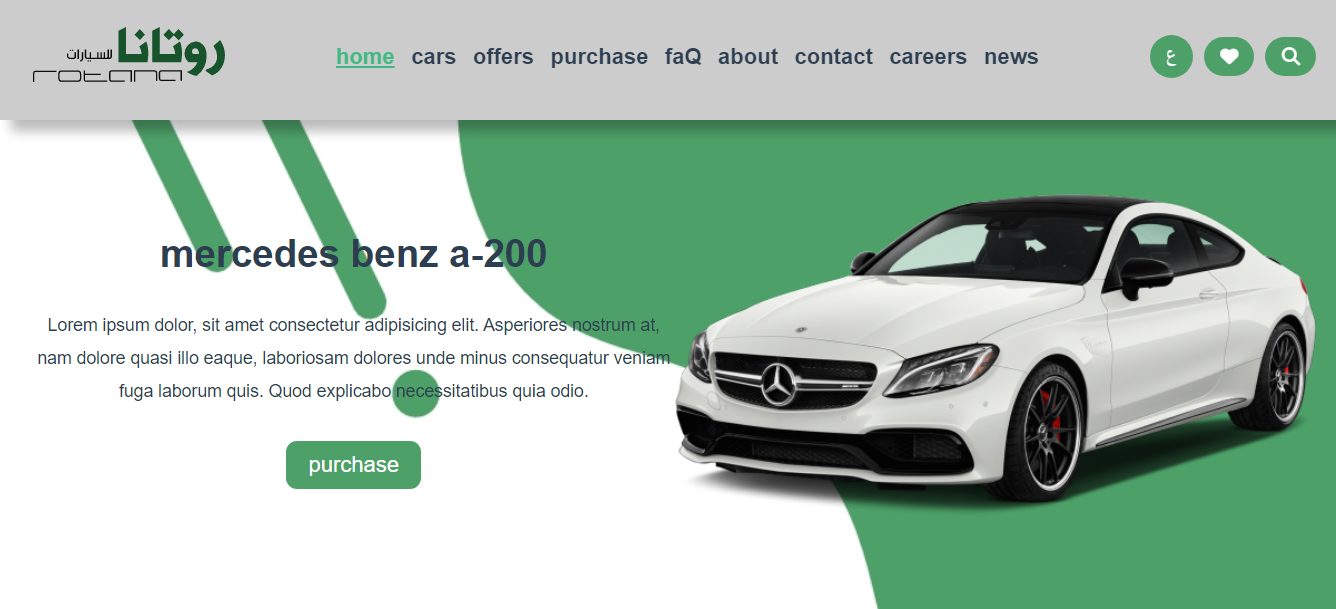 روتانا للسيارات
rotana
home cars offers purchase faQ about contact careers news
ع
mercedes benz a-200
Lorem ipsum dolor, sit amet consectetur adipisicing elit. Asperiores nostrum at,
nam dolore quasi illo eaque, laboriosam dolores unde minus consequatur veniam
fuga laborum quis. Quod explicabo necessitatibus quia odio.
purchase